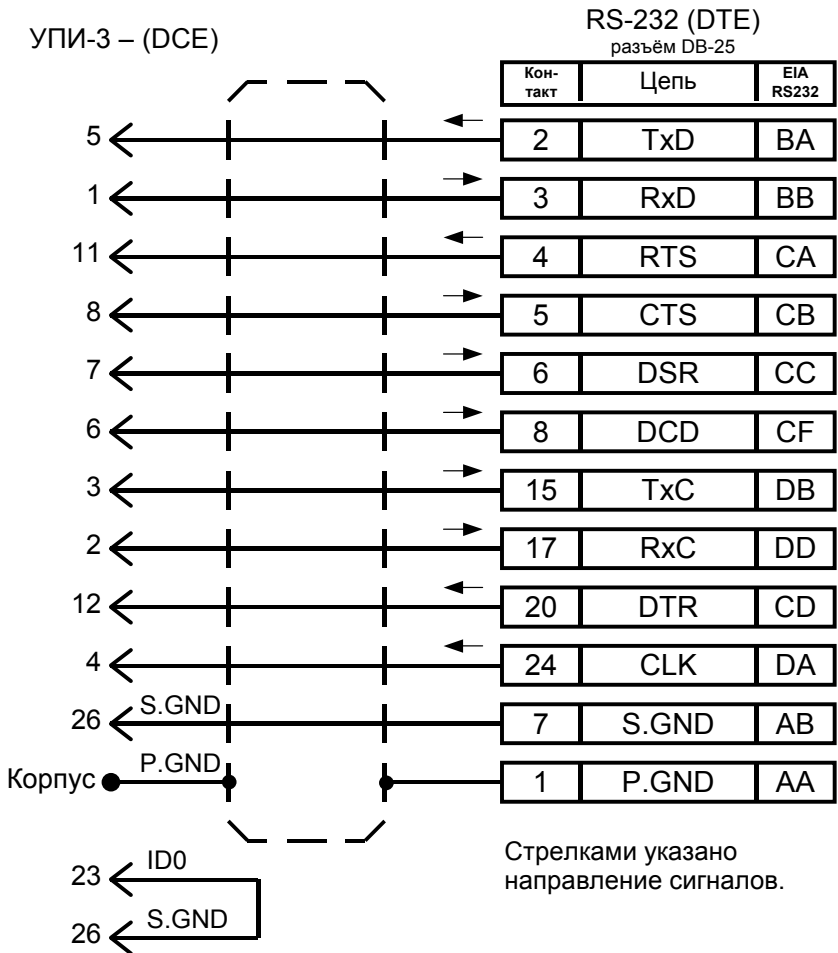 УПИ-3 – (DCE)
RS-232 (DTE)
разъём DB-25
Кон-такт Цепь EIA RS232
5 2 TxD BA
1 3 RxD BB
11 4 RTS CA
8 5 CTS CB
7 6 DSR CC
6 8 DCD CF
3 15 TxC DB
2 17 RxC DD
12 20 DTR CD
4 24 CLK DA
26 S.GND 7 S.GND AB
Корпус P.GND 1 P.GND AA
Стрелками указано
направление сигналов.
23 ID0
26 S.GND